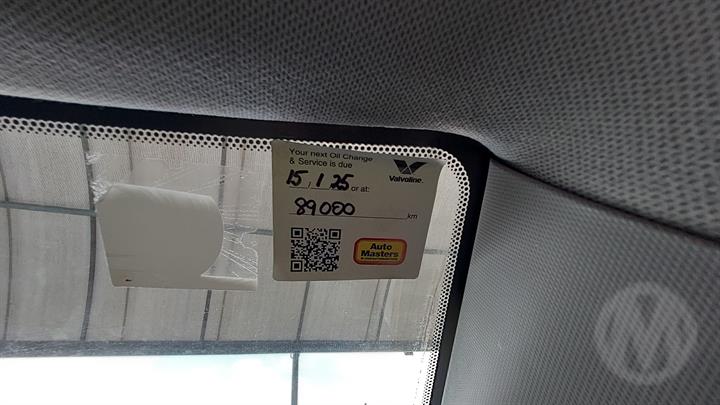 Your next Oil Change
& Service is due
15, 1, 25 or at:
89000 km
Valvoline
Auto
Masters